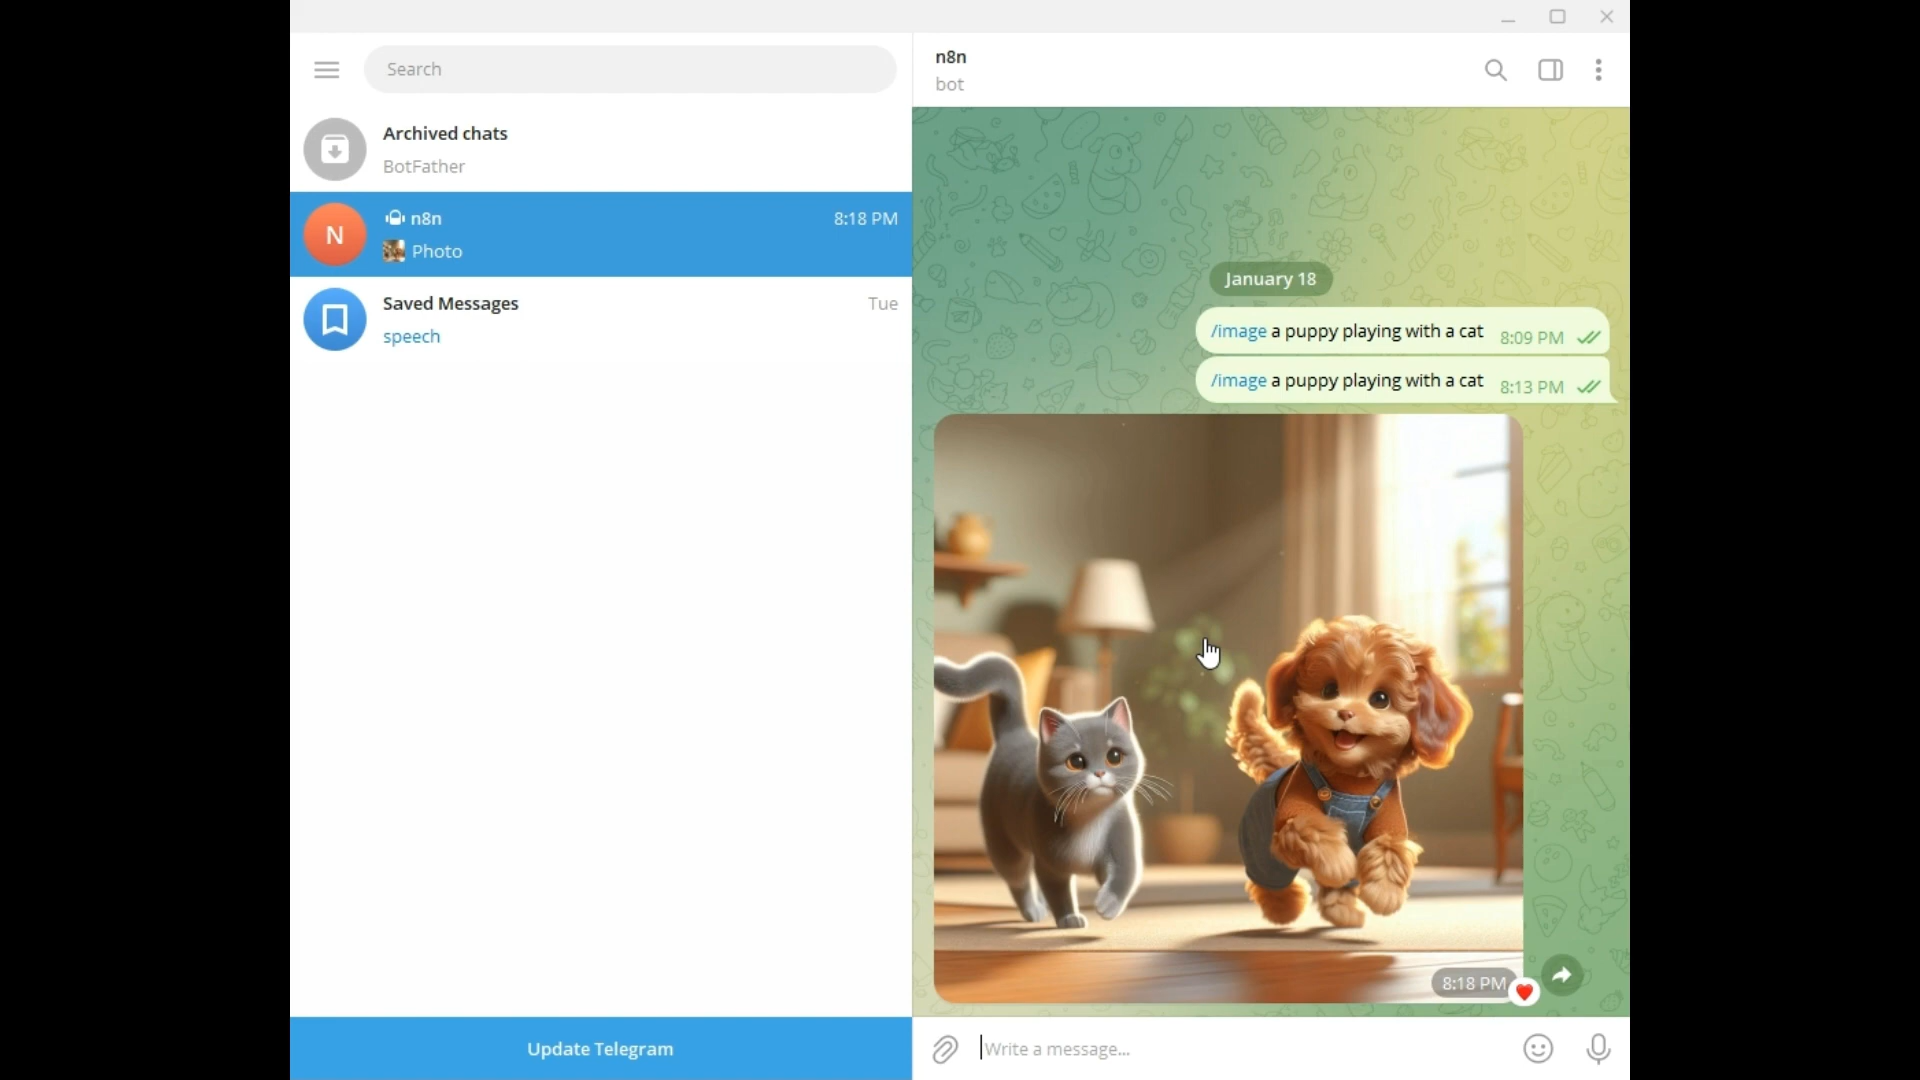 Search
Archived chats
BotFather
N
n8n
8:18 PM
Photo
Saved Messages
Tue
speech
Update Telegram
n8n
bot
January 18
/image a puppy playing with a cat 8:09 PM
/image a puppy playing with a cat 8:13 PM
8:18 PM
Write a message...